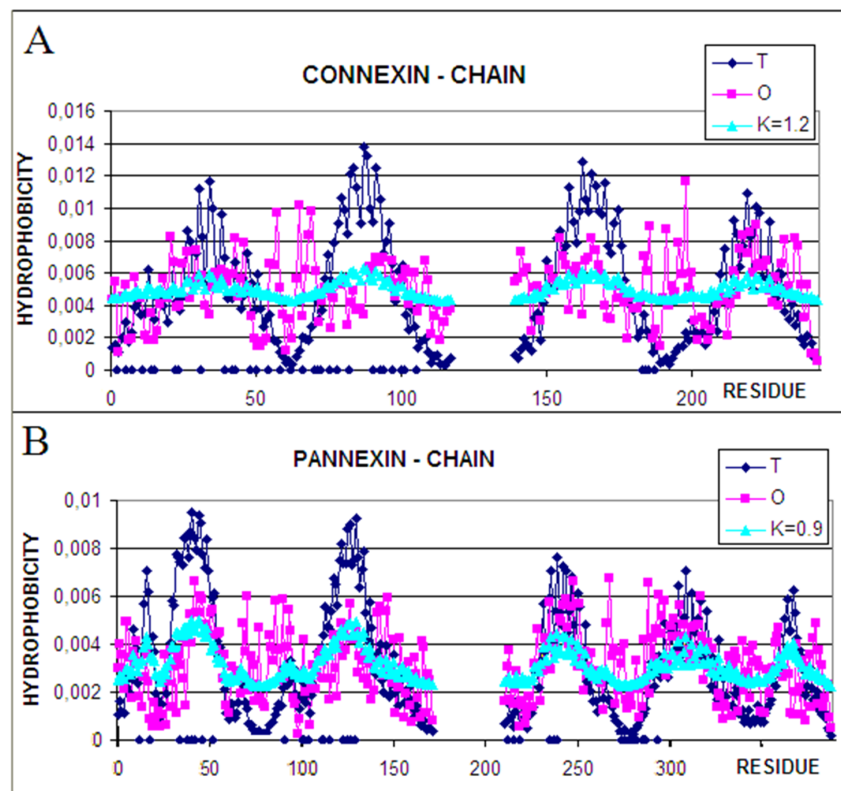 A
CONNEXIN - CHAIN
T
O
K=1.2
HYDROPHOBICITY
0,016
0,014
0,012
0,01
0,008
0,006
0,004
0,002
0
0 50 100 150 200 RESIDUE
B
PANNEXIN - CHAIN
T
O
K=0.9
HYDROPHOBICITY
0,01
0,008
0,006
0,004
0,002
0
0 50 100 150 200 250 300 RESIDUE